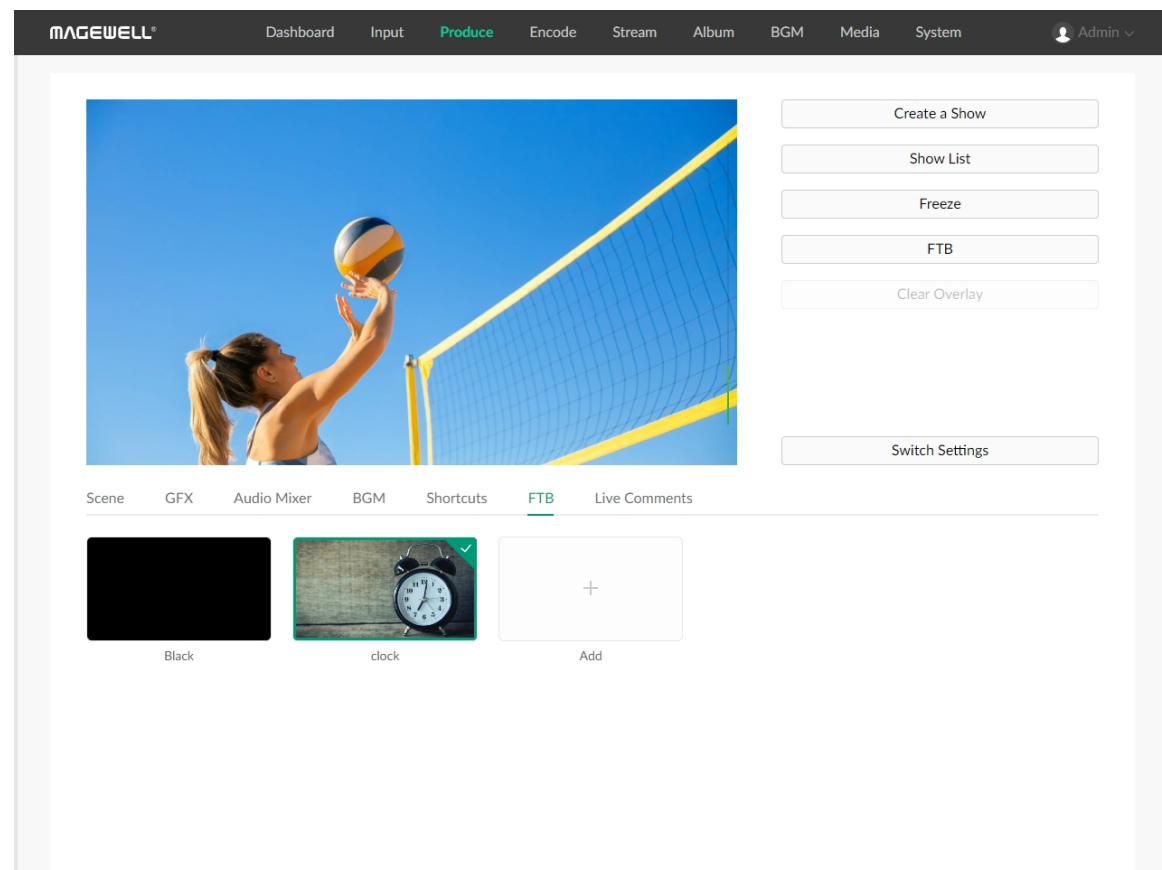 MAGEWELL®
Dashboard Input Produce Encode Stream Album BGM Media System Admin
Create a Show
Show List
Freeze
FTB
Clear Overlay
Switch Settings
Scene GFX Audio Mixer BGM Shortcuts FTB Live Comments
Black clock Add